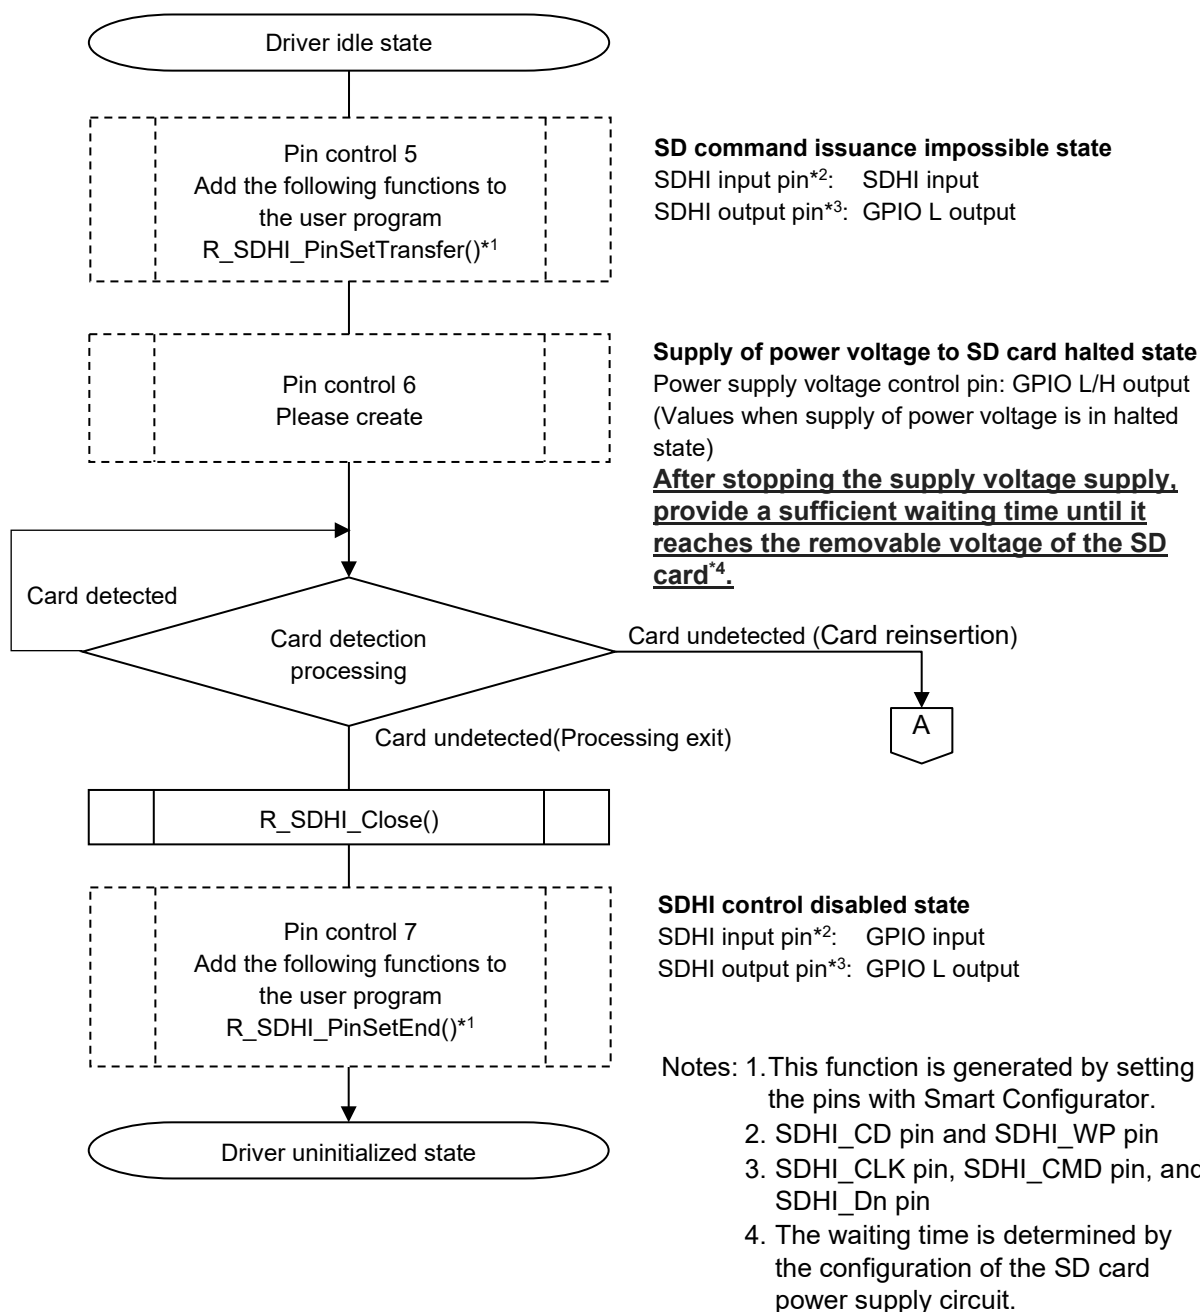 Driver idle state
Pin control 5
Add the following functions to
the user program
R_SDHI_PinSetTransfer()*1
SD command issuance impossible state
SDHI input pin*2: SDHI input
SDHI output pin*3: GPIO L output
Pin control 6
Please create
Supply of power voltage to SD card halted state
Power supply voltage control pin: GPIO L/H output
(Values when supply of power voltage is in halted
state)
After stopping the supply voltage supply,
provide a sufficient waiting time until it
reaches the removable voltage of the SD
card*4.
Card detected
Card detection
processing
Card undetected (Card reinsertion)
A
Card undetected(Processing exit)
R_SDHI_Close()
Pin control 7
Add the following functions to
the user program
R_SDHI_PinSetEnd()*1
SDHI control disabled state
SDHI input pin*2: GPIO input
SDHI output pin*3: GPIO L output
Driver uninitialized state
Notes: 1.This function is generated by setting
the pins with Smart Configurator.
2. SDHI_CD pin and SDHI_WP pin
3. SDHI_CLK pin, SDHI_CMD pin, and
SDHI_Dn pin
4. The waiting time is determined by
the configuration of the SD card
power supply circuit.